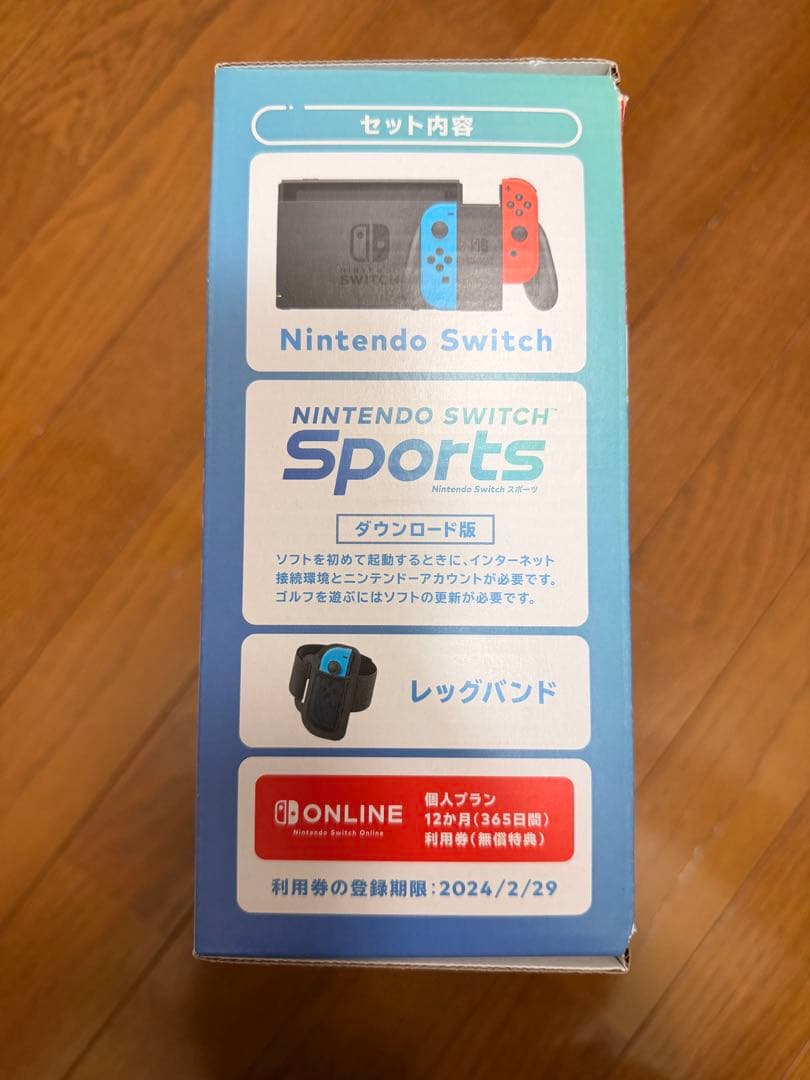 セット内容
NINTENDO
SWITCH
Nintendo Switch
NINTENDO SWITCH™
Sports
Nintendo Switch スポーツ
ダウンロード版
ソフトを初めて起動するときに、インターネット
接続環境とニンテンドーアカウントが必要です。
ゴルフを遊ぶにはソフトの更新が必要です。
レッグバンド
ONLINE
Nintendo Switch Online
個人プラン
12か月(365日間)
利用券(無償特典)
利用券の登録期限:2024/2/29